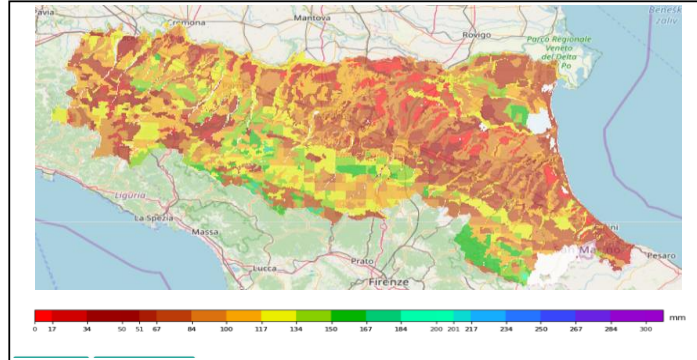 Cremona
Mantova
Rovigo
Parco Regionale
Veneto
del Delta
Po
Liguria
La Spezia
Massa
Lucca
Prato
Firenze
Pesaro
0 17 34 50 51 67 84 100 117 134 150 167 184 200 201 217 234 250 267 284 300 mm